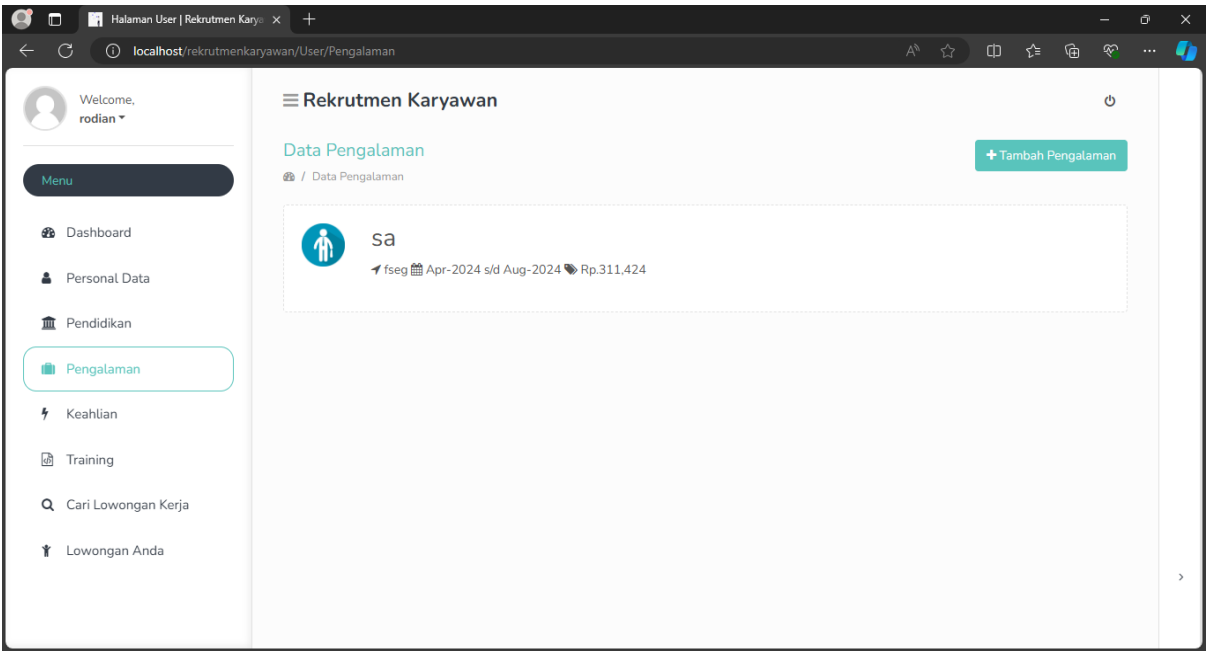 Halaman User | Rekrutmen Karya
localhost/rekrutmenkaryawan/User/Pengalaman
Welcome,
rodian
Menu
Dashboard
Personal Data
Pendidikan
Pengalaman
Keahlian
Training
Cari Lowongan Kerja
Lowongan Anda
Rekrutmen Karyawan
Data Pengalaman
+ Tambah Pengalaman
/ Data Pengalaman
sa
fseg Apr-2024 s/d Aug-2024 Rp.311,424